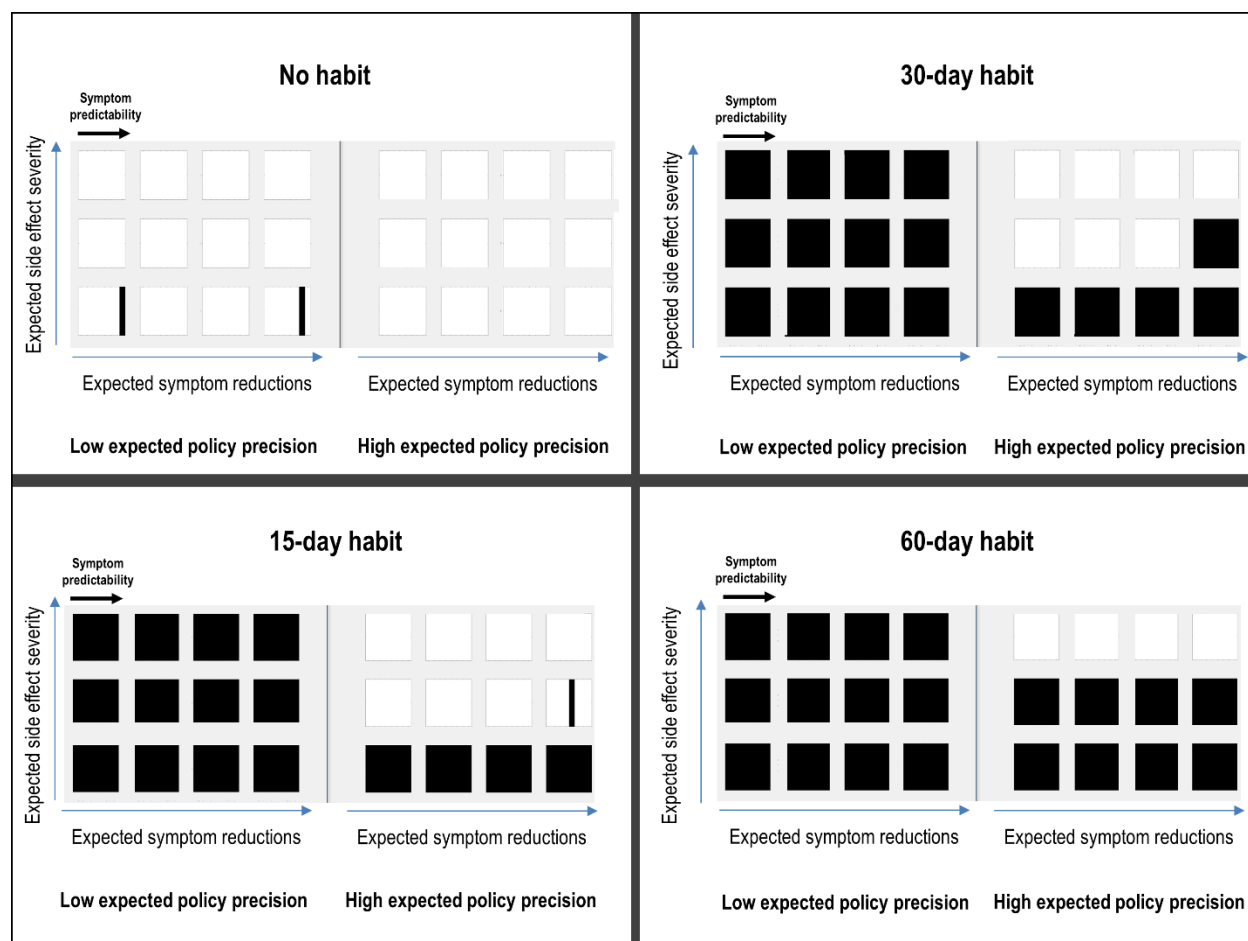 No habit
Symptom
predictability
Expected side effect severity
Expected symptom reductions
Expected symptom reductions
Low expected policy precision
High expected policy precision
30-day habit
Symptom
predictability
Expected side effect severity
Expected symptom reductions
Expected symptom reductions
Low expected policy precision
High expected policy precision
15-day habit
Symptom
predictability
Expected side effect severity
Expected symptom reductions
Expected symptom reductions
Low expected policy precision
High expected policy precision
60-day habit
Symptom
predictability
Expected side effect severity
Expected symptom reductions
Expected symptom reductions
Low expected policy precision
High expected policy precision